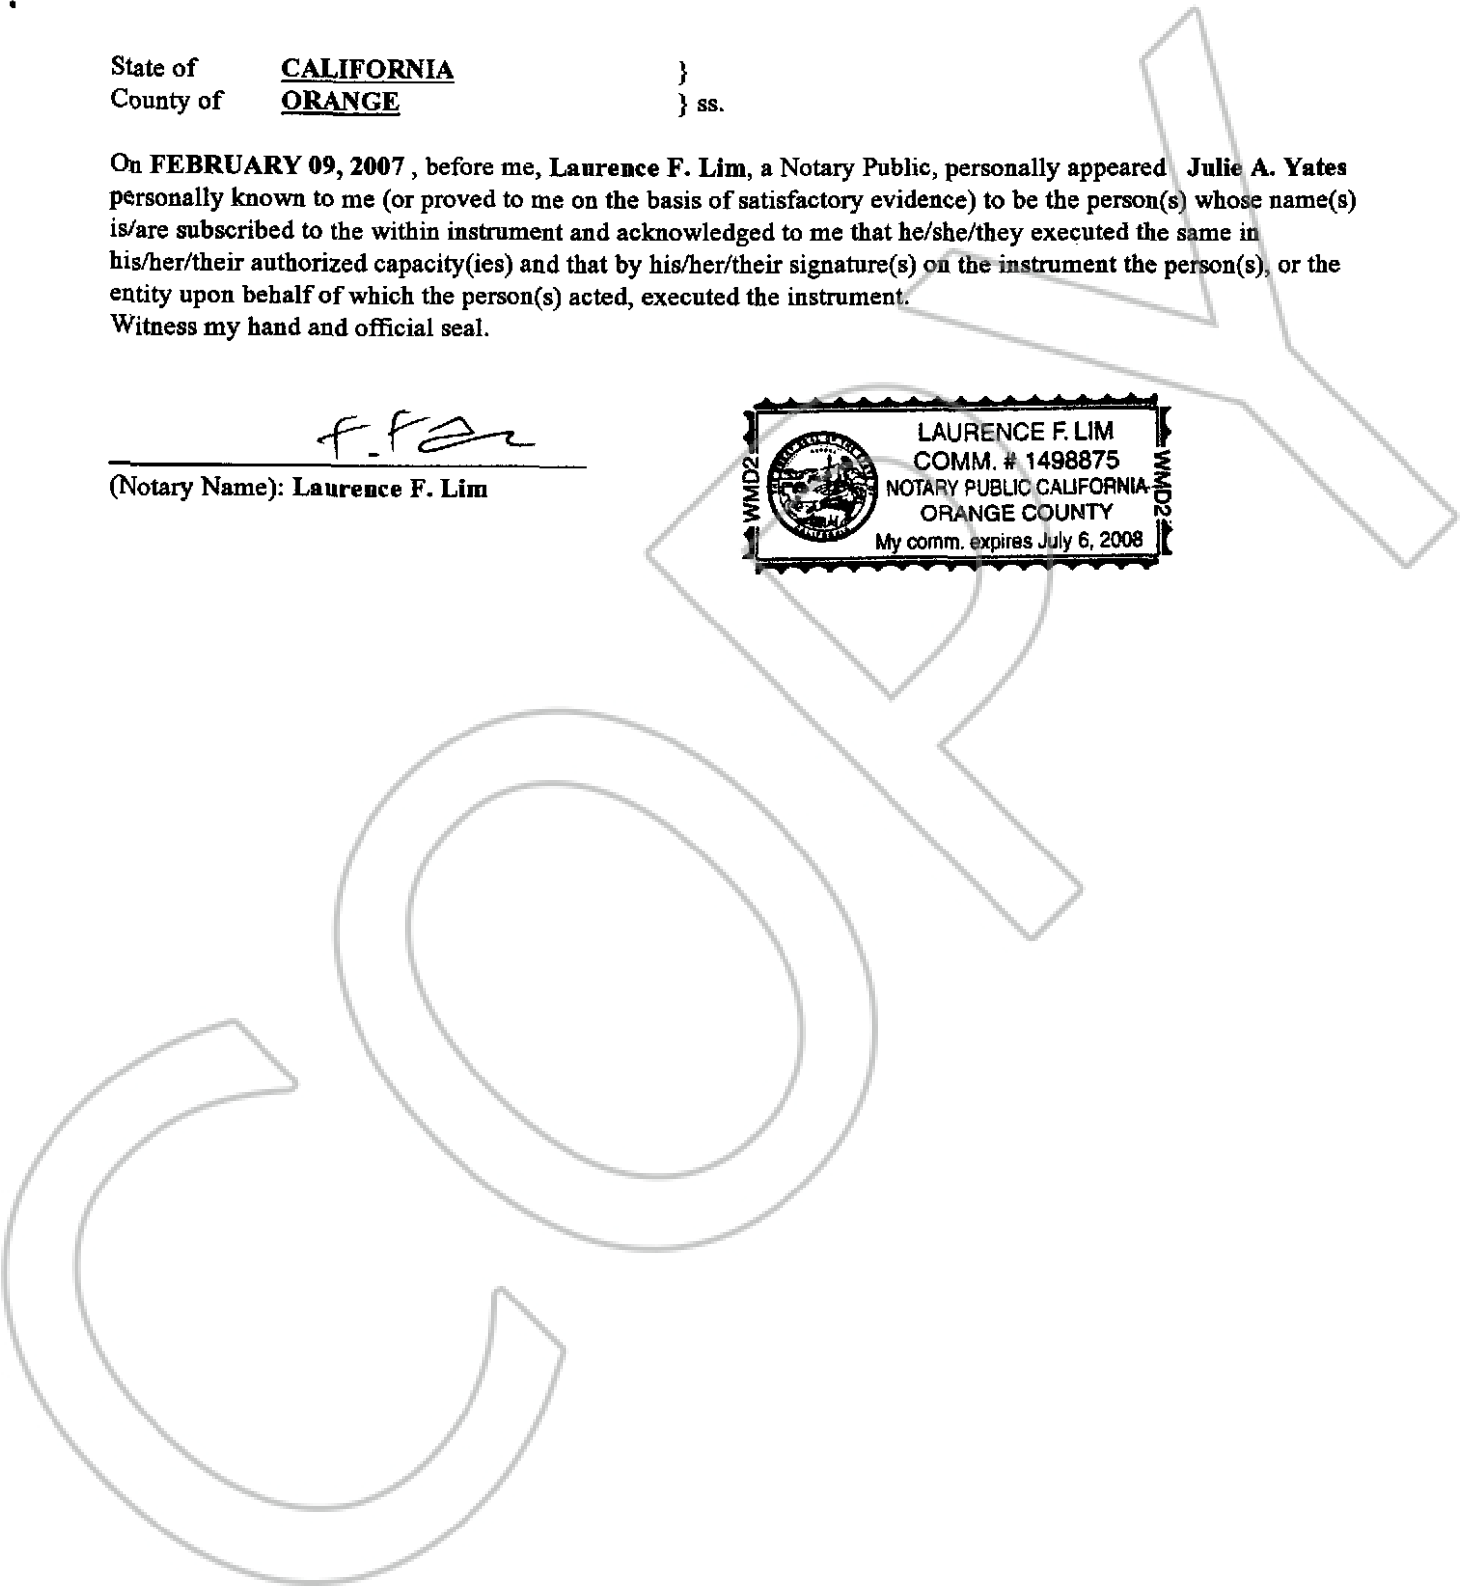 State of CALIFORNIA }
County of ORANGE } ss.
On FEBRUARY 09, 2007 , before me, Laurence F. Lim, a Notary Public, personally appeared Julie A. Yates
personally known to me (or proved to me on the basis of satisfactory evidence) to be the person(s) whose name(s)
is/are subscribed to the within instrument and acknowledged to me that he/she/they executed the same in
his/her/their authorized capacity(ies) and that by his/her/their signature(s) on the instrument the person(s), or the
entity upon behalf of which the person(s) acted, executed the instrument.
Witness my hand and official seal.
(Notary Name): Laurence F. Lim
WMD2
LAURENCE F. LIM
COMM. # 1498875
NOTARY PUBLIC CALIFORNIA
ORANGE COUNTY
My comm. expires July 6, 2008
WMD2
COPY